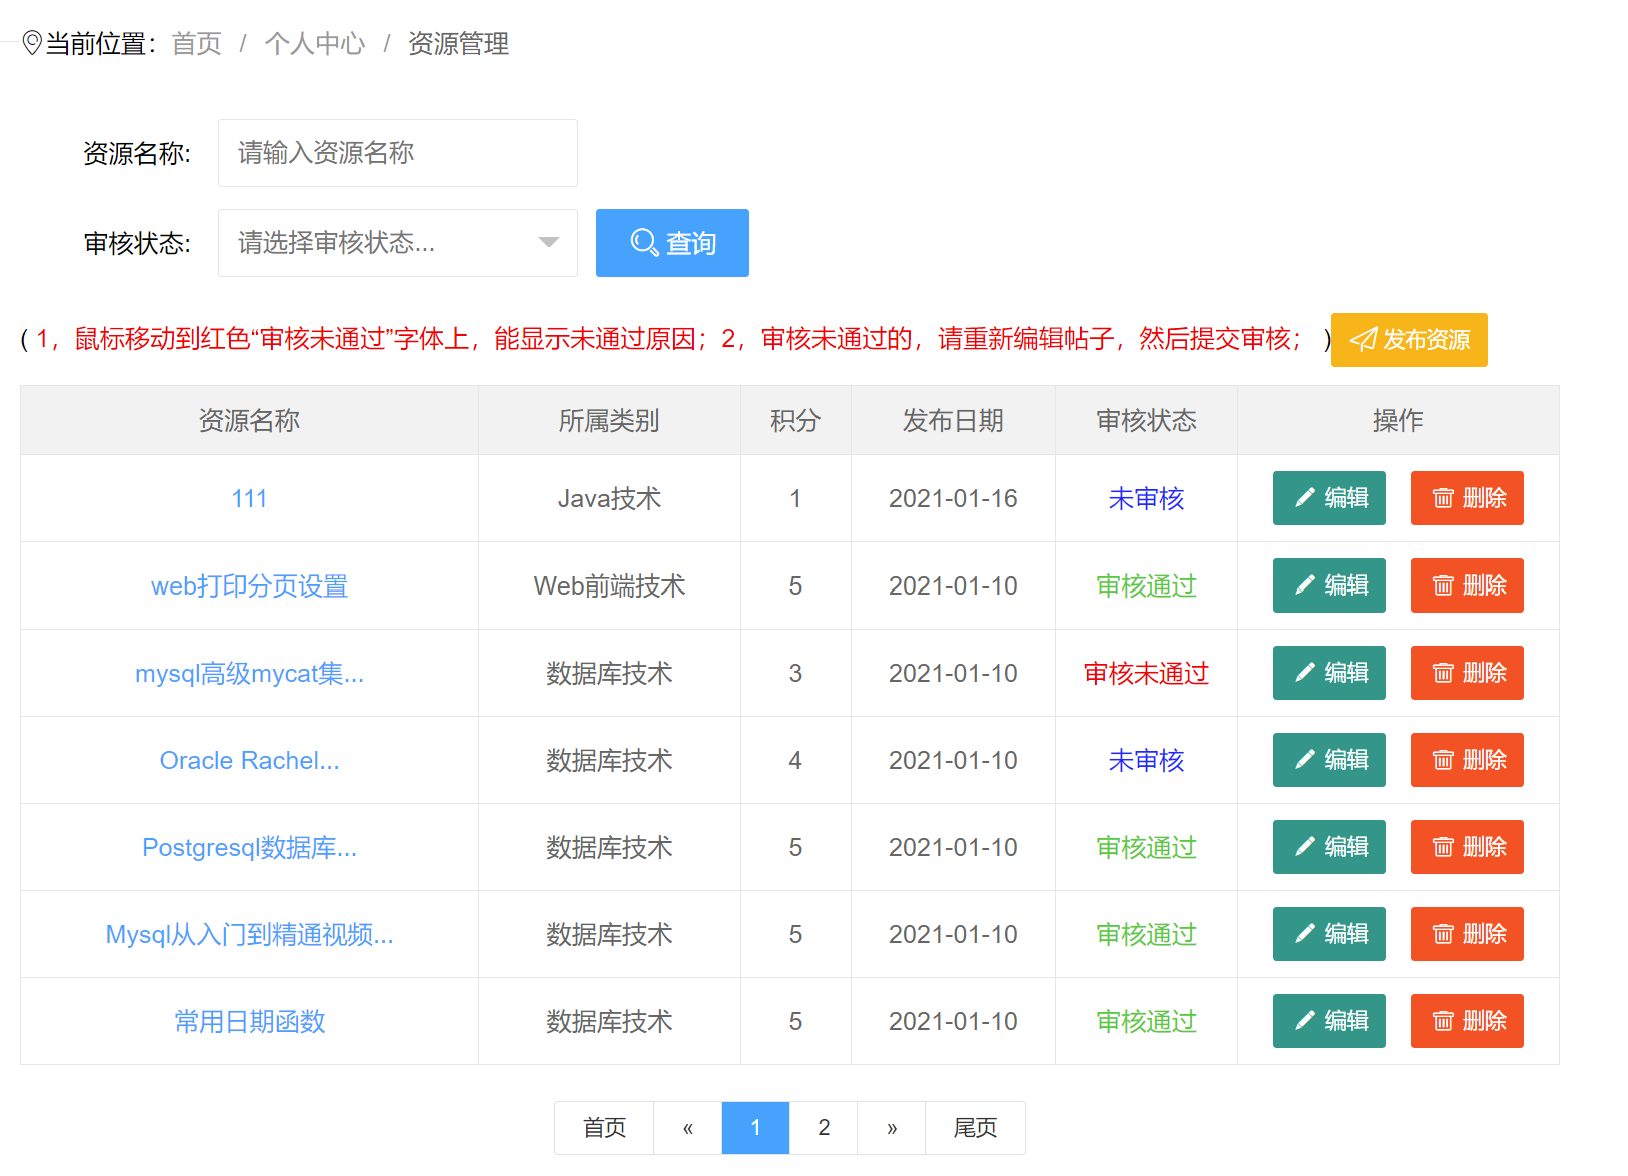 当前位置：首页 / 个人中心 / 资源管理
资源名称: 请输入资源名称
审核状态: 请选择审核状态... 查询
( 1，鼠标移动到红色“审核未通过”字体上，能显示未通过原因；2，审核未通过的，请重新编辑帖子，然后提交审核； ) 发布资源
资源名称 所属类别 积分 发布日期 审核状态 操作
111 Java技术 1 2021-01-16 未审核 编辑 删除
web打印分页设置 Web前端技术 5 2021-01-10 审核通过 编辑 删除
mysql高级mycat集... 数据库技术 3 2021-01-10 审核未通过 编辑 删除
Oracle Rachel... 数据库技术 4 2021-01-10 未审核 编辑 删除
Postgresql数据库... 数据库技术 5 2021-01-10 审核通过 编辑 删除
Mysql从入门到精通视频... 数据库技术 5 2021-01-10 审核通过 编辑 删除
常用日期函数 数据库技术 5 2021-01-10 审核通过 编辑 删除
首页 « 1 2 » 尾页